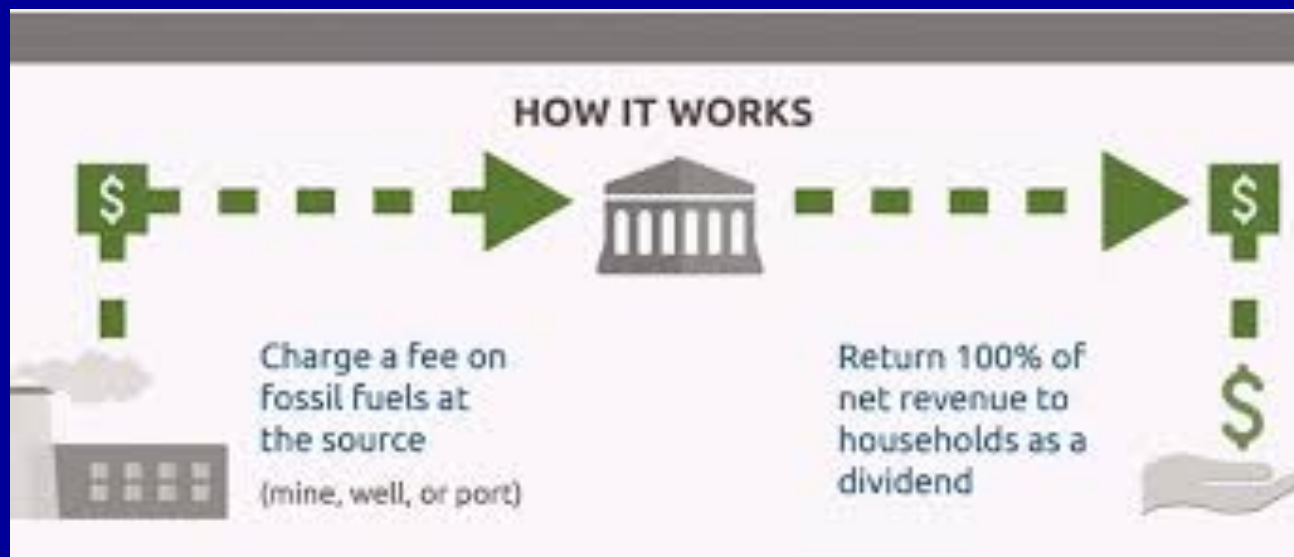 HOW IT WORKS
$
$
Charge a fee on
fossil fuels at
the source
(mine, well, or port)
Return 100% of
net revenue to
households as a
dividend
$